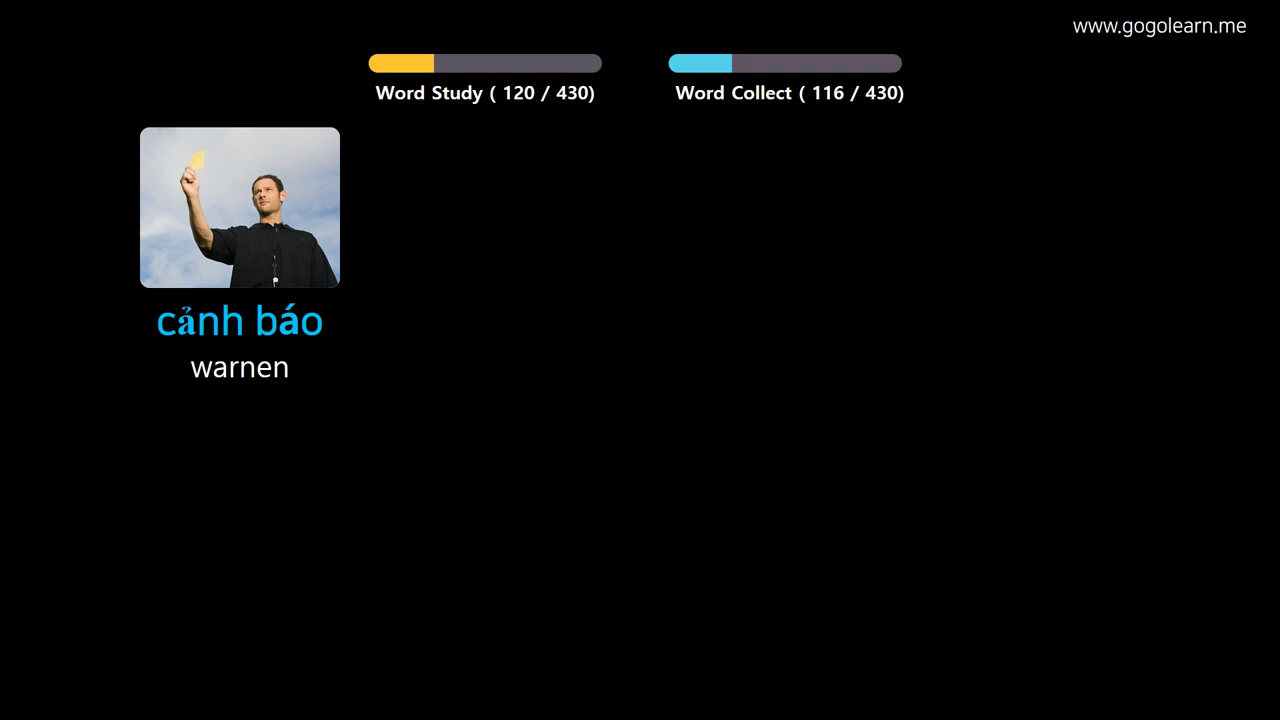 www.gogolearn.me
Word Study ( 120 / 430)
Word Collect ( 116 / 430)
cảnh báo
warnen